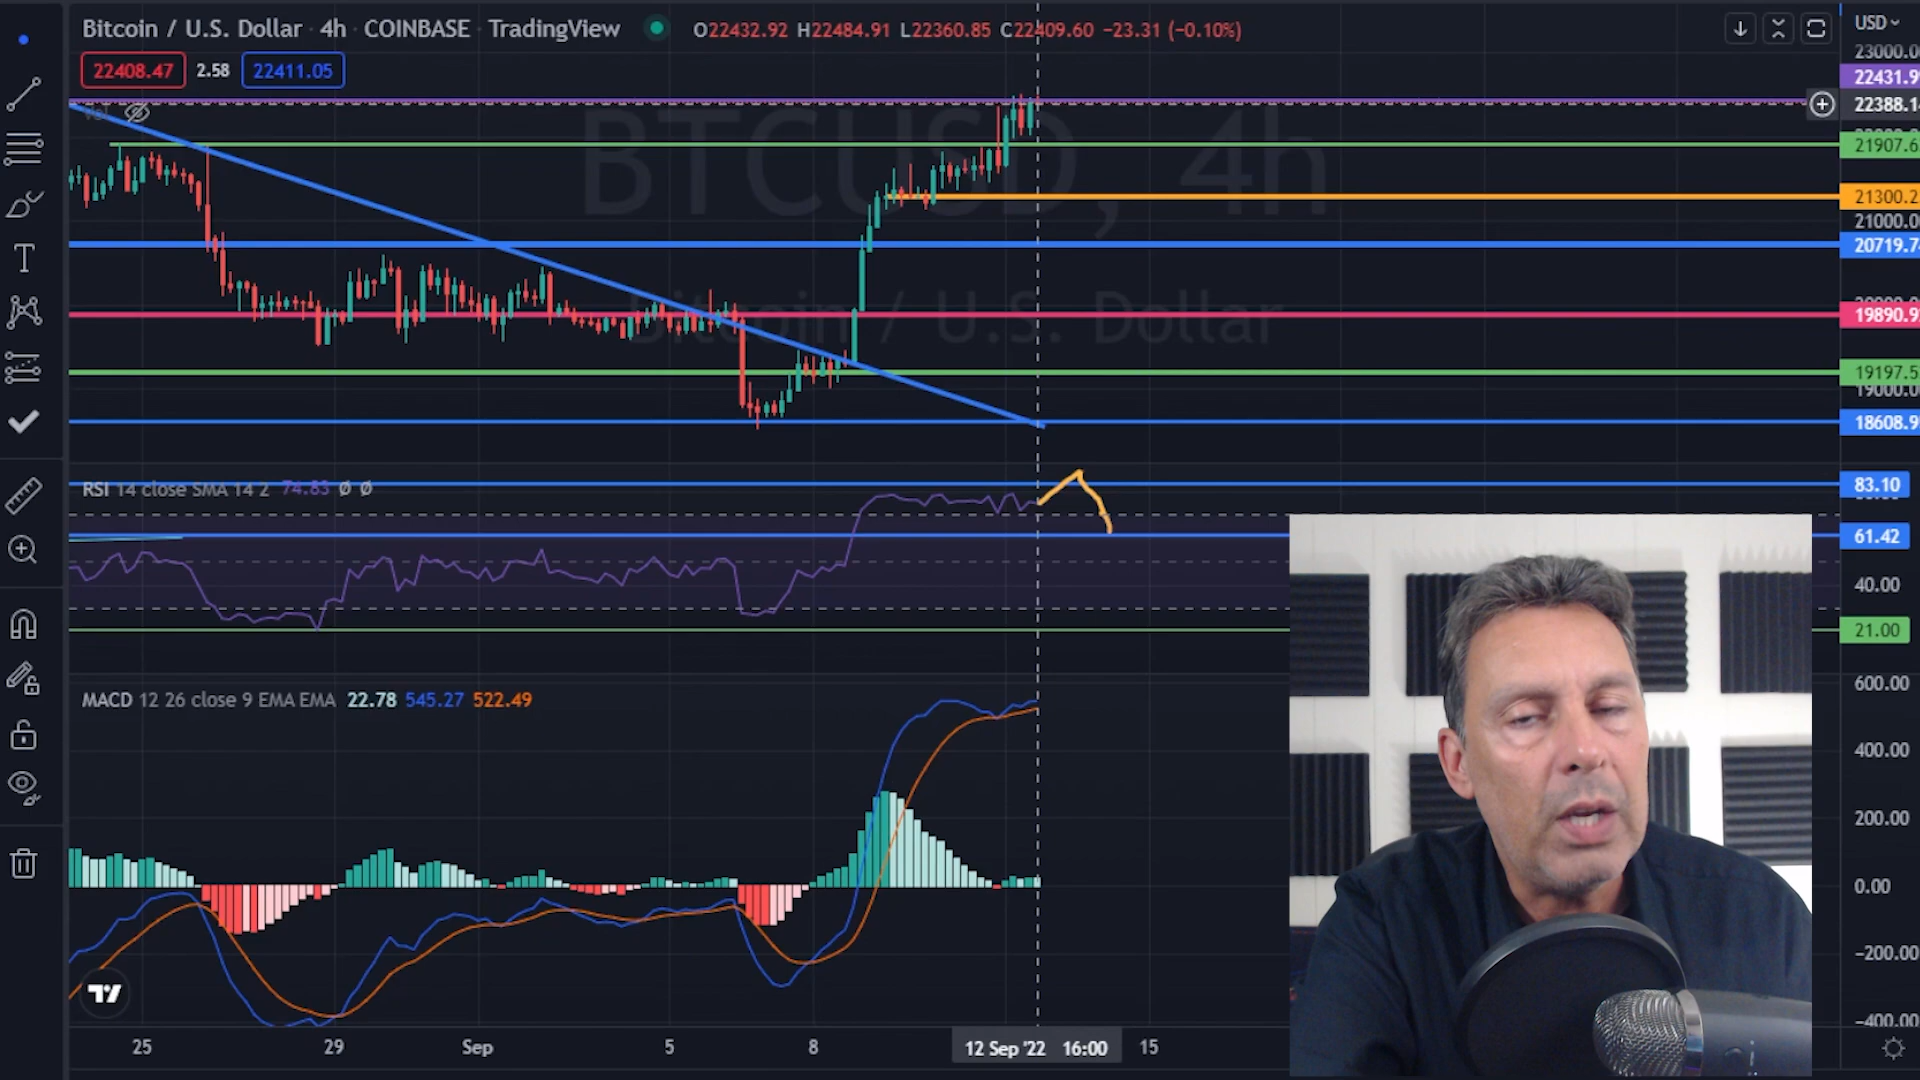 Bitcoin / U.S. Dollar · 4h · COINBASE · TradingView
O22432.92 H22484.91 L22360.85 C22409.60 −23.31 (−0.10%)
USD
23000.0
22408.47 2.58 22411.05
22431.9
22388.1
BTCUSD, 4h
21907.6
21300.2
21000.0
20719.7
Bitcoin / U.S. Dollar
19890.9
19197.5
19000.0
18608.9
RSI 14 close SMA 14 2 74.83 Ø Ø
83.10
61.42
40.00
21.00
MACD 12 26 close 9 EMA EMA 22.78 545.27 522.49
600.00
400.00
200.00
0.00
−200.00
−400.00
25 29 Sep 5 8 12 Sep '22 16:00 15